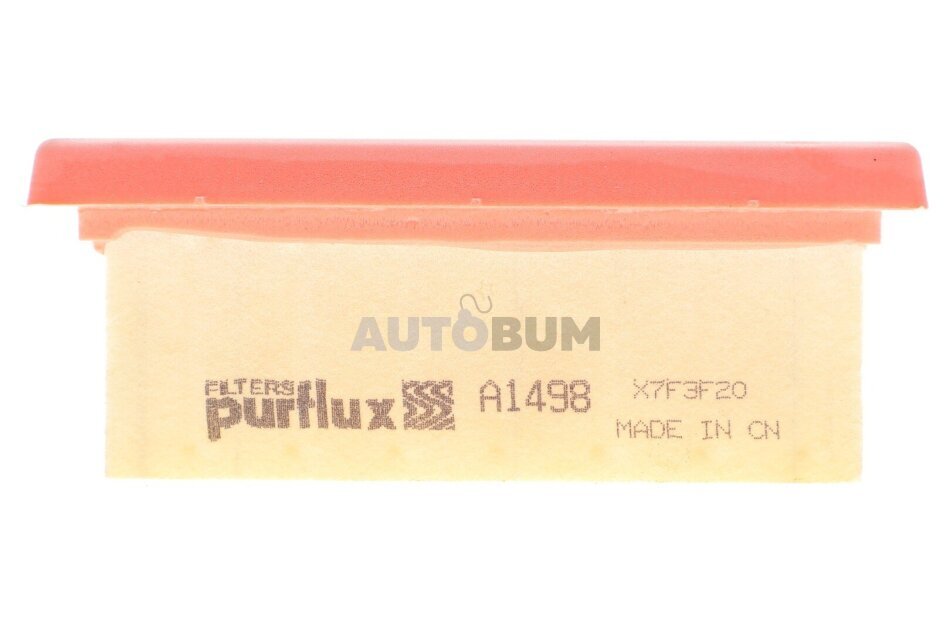 AUTOBUM
FILTERS
purflux A1498 X7F3F20
MADE IN CN